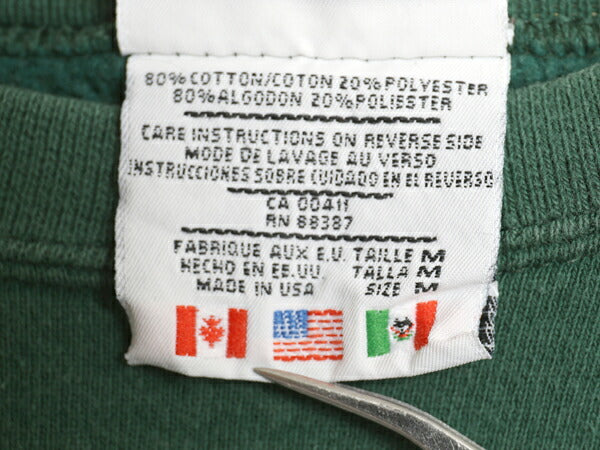 80% COTTON/COTON 20% POLYESTER
80% ALGODON 20% POLIESTER
CARE INSTRUCTIONS ON REVERSE SIDE
MODE DE LAVAGE AU VERSO
INSTRUCCIONES SOBRE CUIDADO EN EL REVERSO
CA 00411
RN 88387
FABRIQUE AUX E.U. TAILLE M
HECHO EN EE.UU. TALLA M
MADE IN USA SIZE M